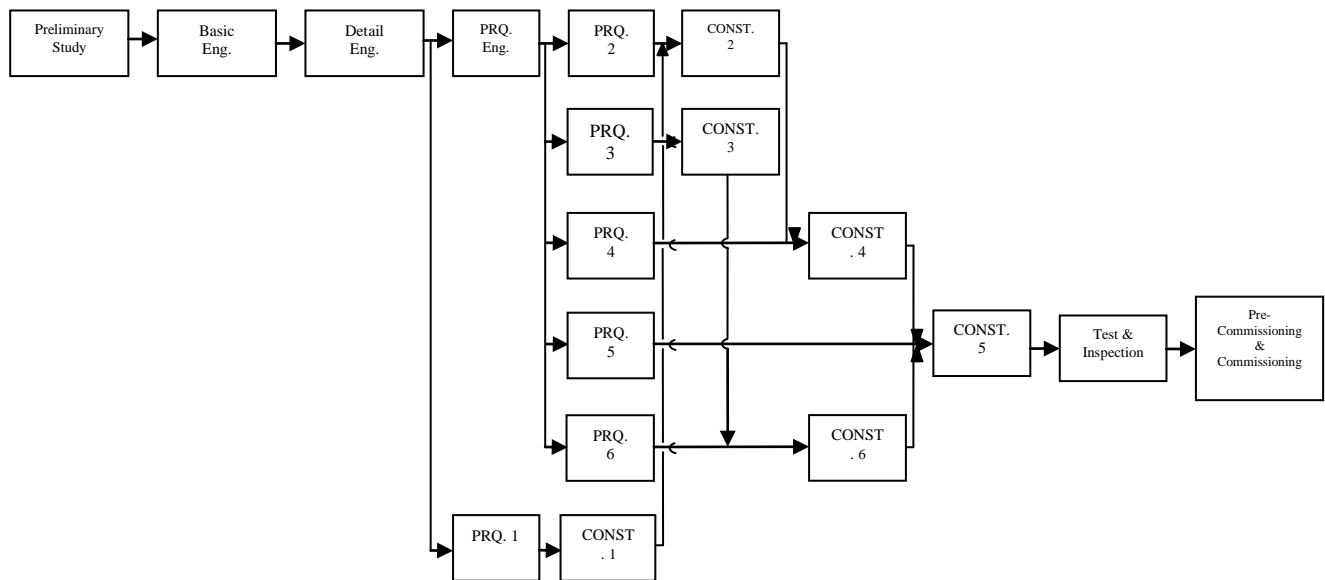 Preliminary
Study
Basic
Eng.
Detail
Eng.
PRQ.
Eng.
PRQ.
2
CONST.
2
PRQ.
3
CONST.
3
PRQ.
4
CONST
. 4
PRQ.
5
CONST.
5
Test &
Inspection
Pre-
Commissioning
&
Commissioning
PRQ.
6
CONST
. 6
PRQ. 1
CONST
. 1